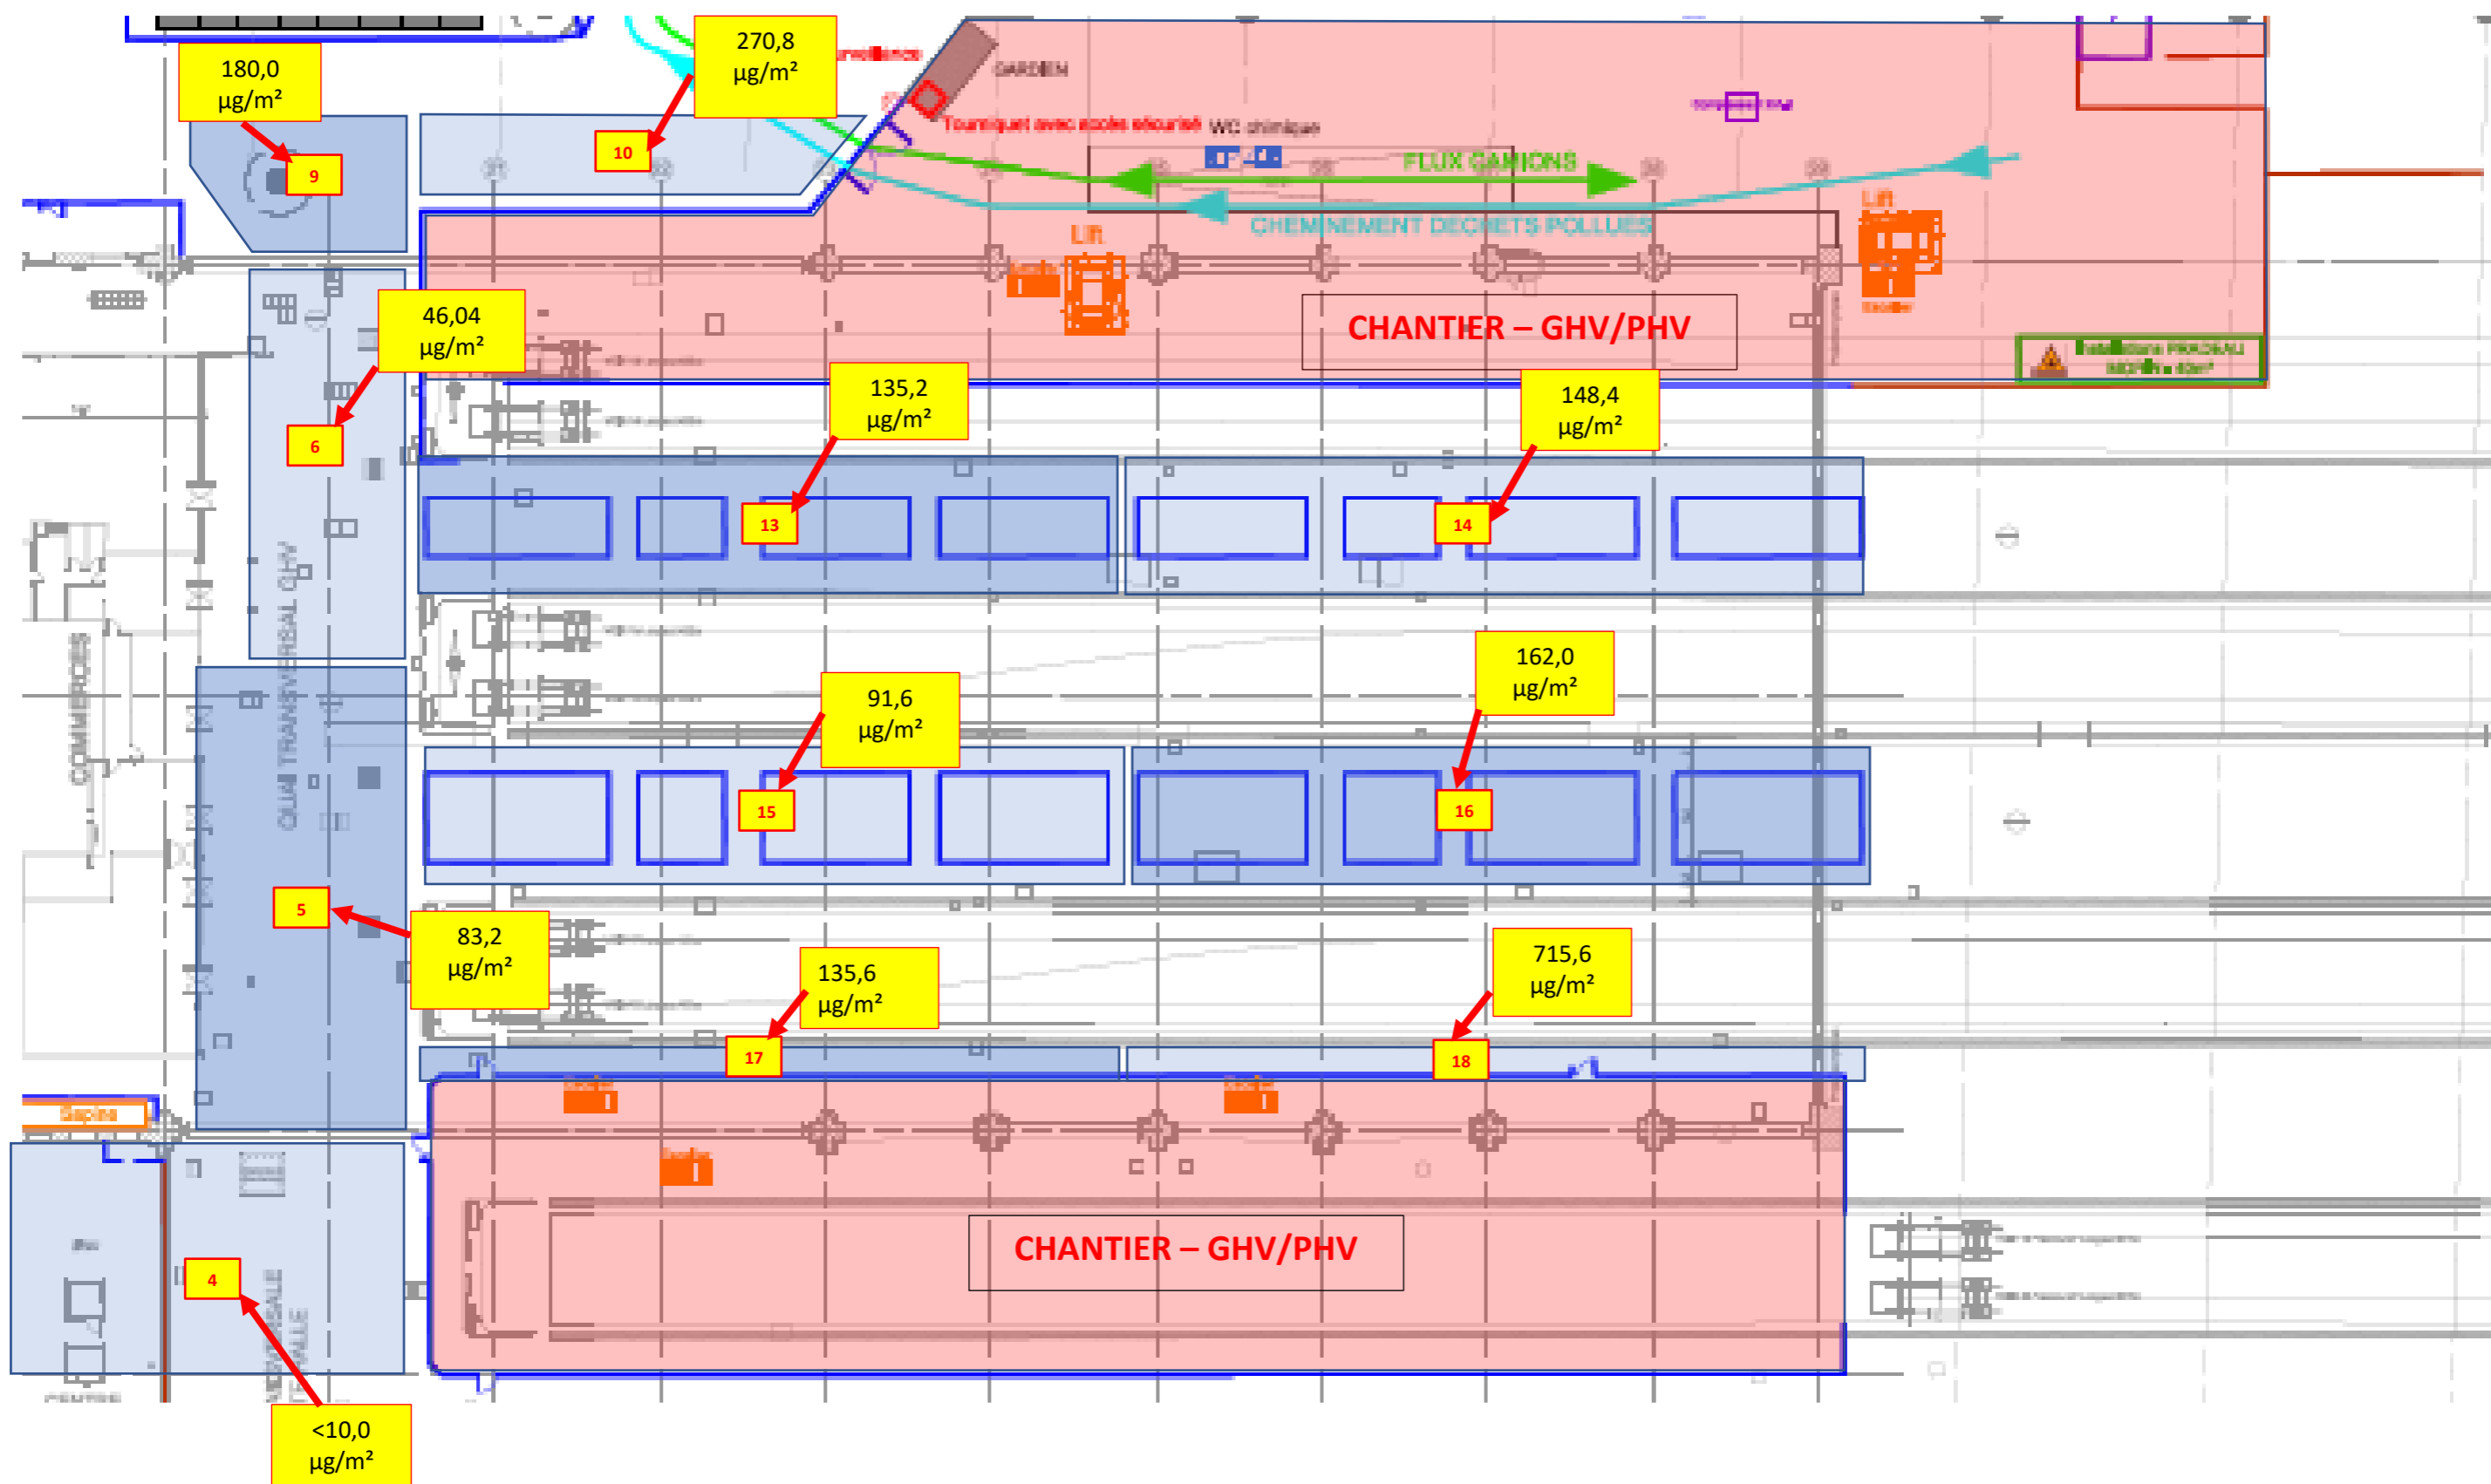 270,8
µg/m²
180,0
µg/m²
GARDIEN
10
Tourniquet avec accès sécurisé
WC chimique
9
FLUX CAMIONS
CHEMINEMENT DECHETS POLLUES
Lift
Lift
46,04
µg/m²
CHANTIER – GHV/PHV
135,2
µg/m²
148,4
µg/m²
6
13
14
QUAI TRANSVERSAL GHV
COMMERCES
162,0
µg/m²
91,6
µg/m²
15
16
5
83,2
µg/m²
135,6
µg/m²
715,6
µg/m²
17
18
CHANTIER – GHV/PHV
4
<10,0
µg/m²